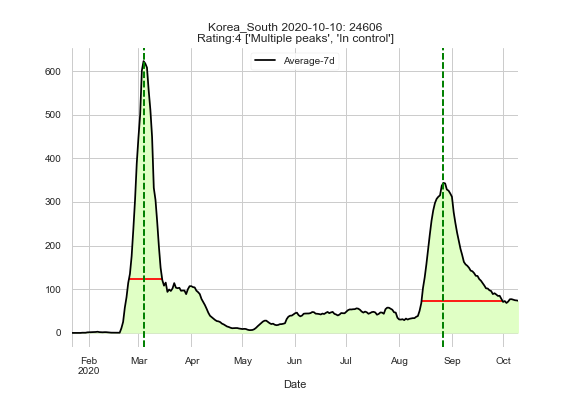 Korea_South 2020-10-10: 24606
Rating:4 ['Multiple peaks', 'In control']
Average-7d
600
500
400
300
200
100
0
Feb Mar Apr May Jun Jul Aug Sep Oct
2020
Date